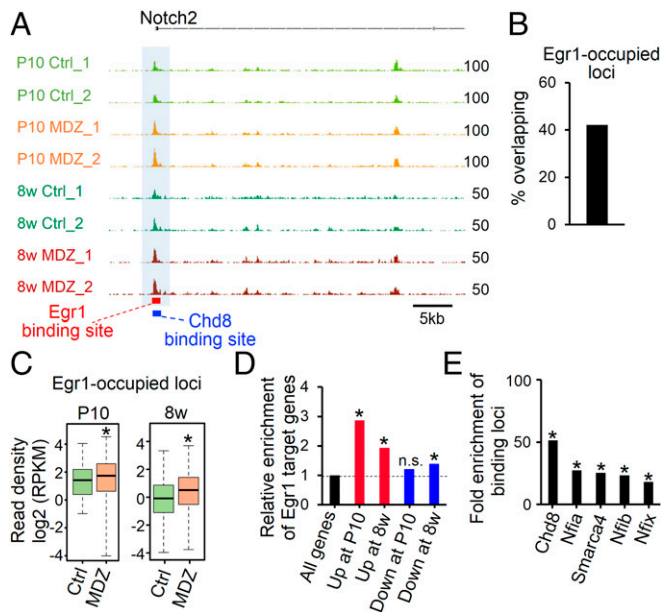 A
Notch2
P10 Ctrl_1
100
P10 Ctrl_2
100
P10 MDZ_1
100
P10 MDZ_2
100
8w Ctrl_1
50
8w Ctrl_2
50
8w MDZ_1
50
8w MDZ_2
50
Egr1
binding site
Chd8
binding site
5kb
B
Egr1-occupied
loci
% overlapping
60
40
20
0
C
Egr1-occupied loci
P10
8w
Read density
log2 (RPKM)
4
2
0
-2
-4
*
Ctrl
MDZ
4
2
0
-2
-4
*
Ctrl
MDZ
D
Relative enrichment
of Egr1 target genes
4
3
2
1
0
*
*
n.s.
*
All genes
Up at P10
Up at 8w
Down at P10
Down at 8w
E
Fold enrichment of
binding loci
100
50
0
*
*
*
*
*
Chd8
Nfia
Smarca4
Nfib
Nfix